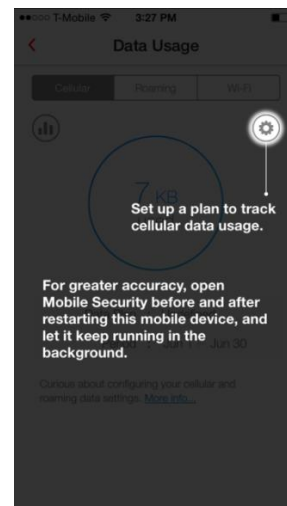 T-Mobile 3:27 PM
Data Usage
Cellular Roaming Wi-Fi
7 KB
Set up a plan to track
cellular data usage.
For greater accuracy, open
Mobile Security before and after
restarting this mobile device, and
let it keep running in the
background.
Jun 30
Curious about configuring your cellular and
roaming data settings. More info...